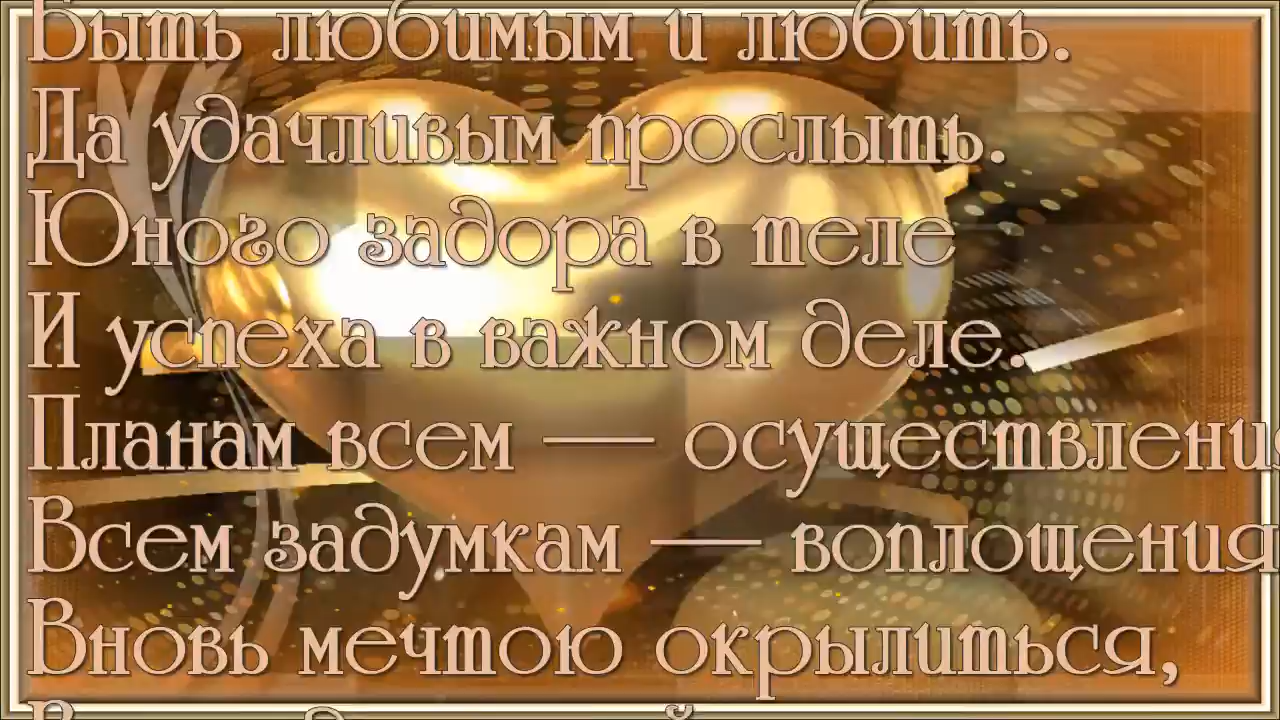 Быть любимым и любить.
Да удачливым прослыть.
Юного задора в теле
И успеха в важном деле.
Планам всем — осуществления
Всем задумкам — воплощения
Вновь мечтою окрылиться,